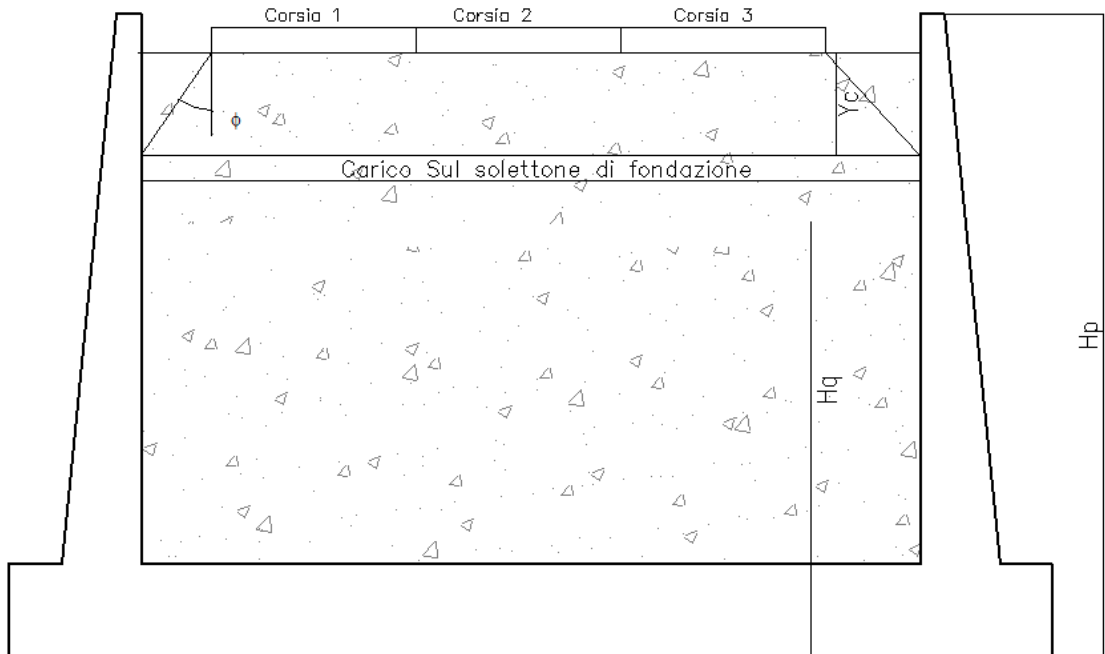 Corsia 1
Corsia 2
Corsia 3
φ
Yc
Carico Sul solettone di fondazione
Hq
Hp